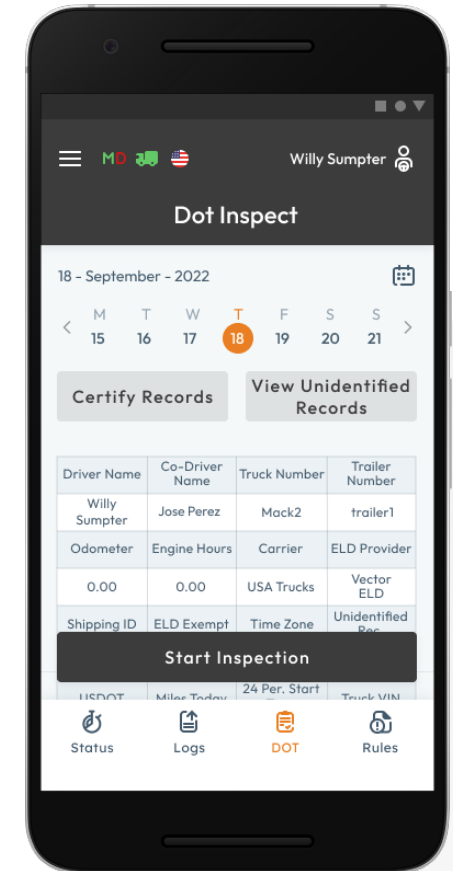 MD
Willy Sumpter
Dot Inspect
18 - September - 2022
M T W T F S S
15 16 17 18 19 20 21
Certify Records
View Unidentified
Records
Driver Name Co-Driver Name Truck Number Trailer Number
Willy Sumpter Jose Perez Mack2 trailer1
Odometer Engine Hours Carrier ELD Provider
0.00 0.00 USA Trucks Vector ELD
Shipping ID ELD Exempt Time Zone Unidentified Rec
Start Inspection
USDOT Miles Today 24 Per. Start Truck VIN
Status Logs DOT Rules